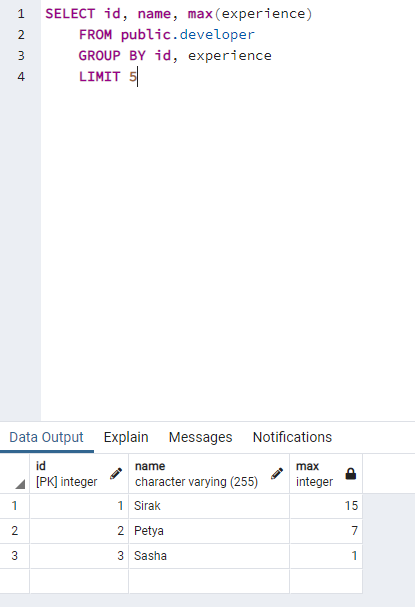 1 SELECT id, name, max(experience)
2 FROM public.developer
3 GROUP BY id, experience
4 LIMIT 5
Data Output Explain Messages Notifications
id name max
[PK] integer character varying (255) integer
1 1 Sirak 15
2 2 Petya 7
3 3 Sasha 1